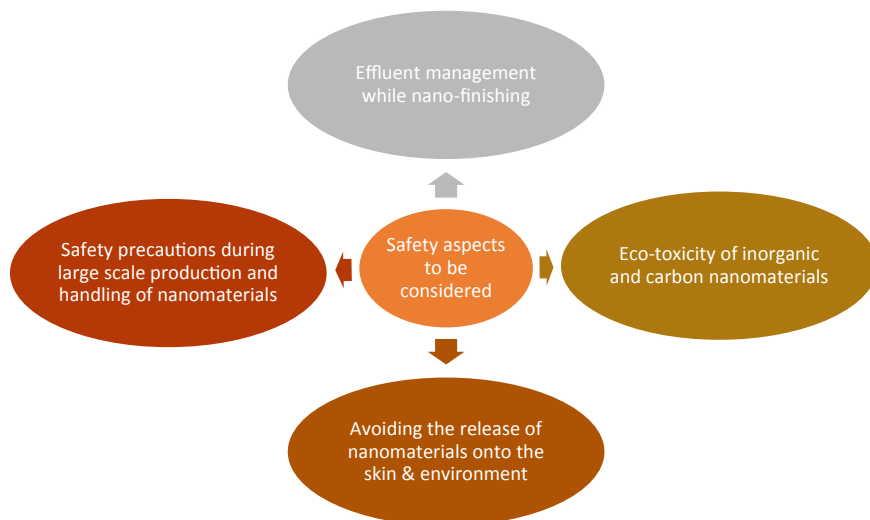 Effluent management
while nano-finishing
Safety precautions during
large scale production and
handling of nanomaterials
Safety aspects
to be
considered
Eco-toxicity of inorganic
and carbon nanomaterials
Avoiding the release of
nanomaterials onto the
skin & environment